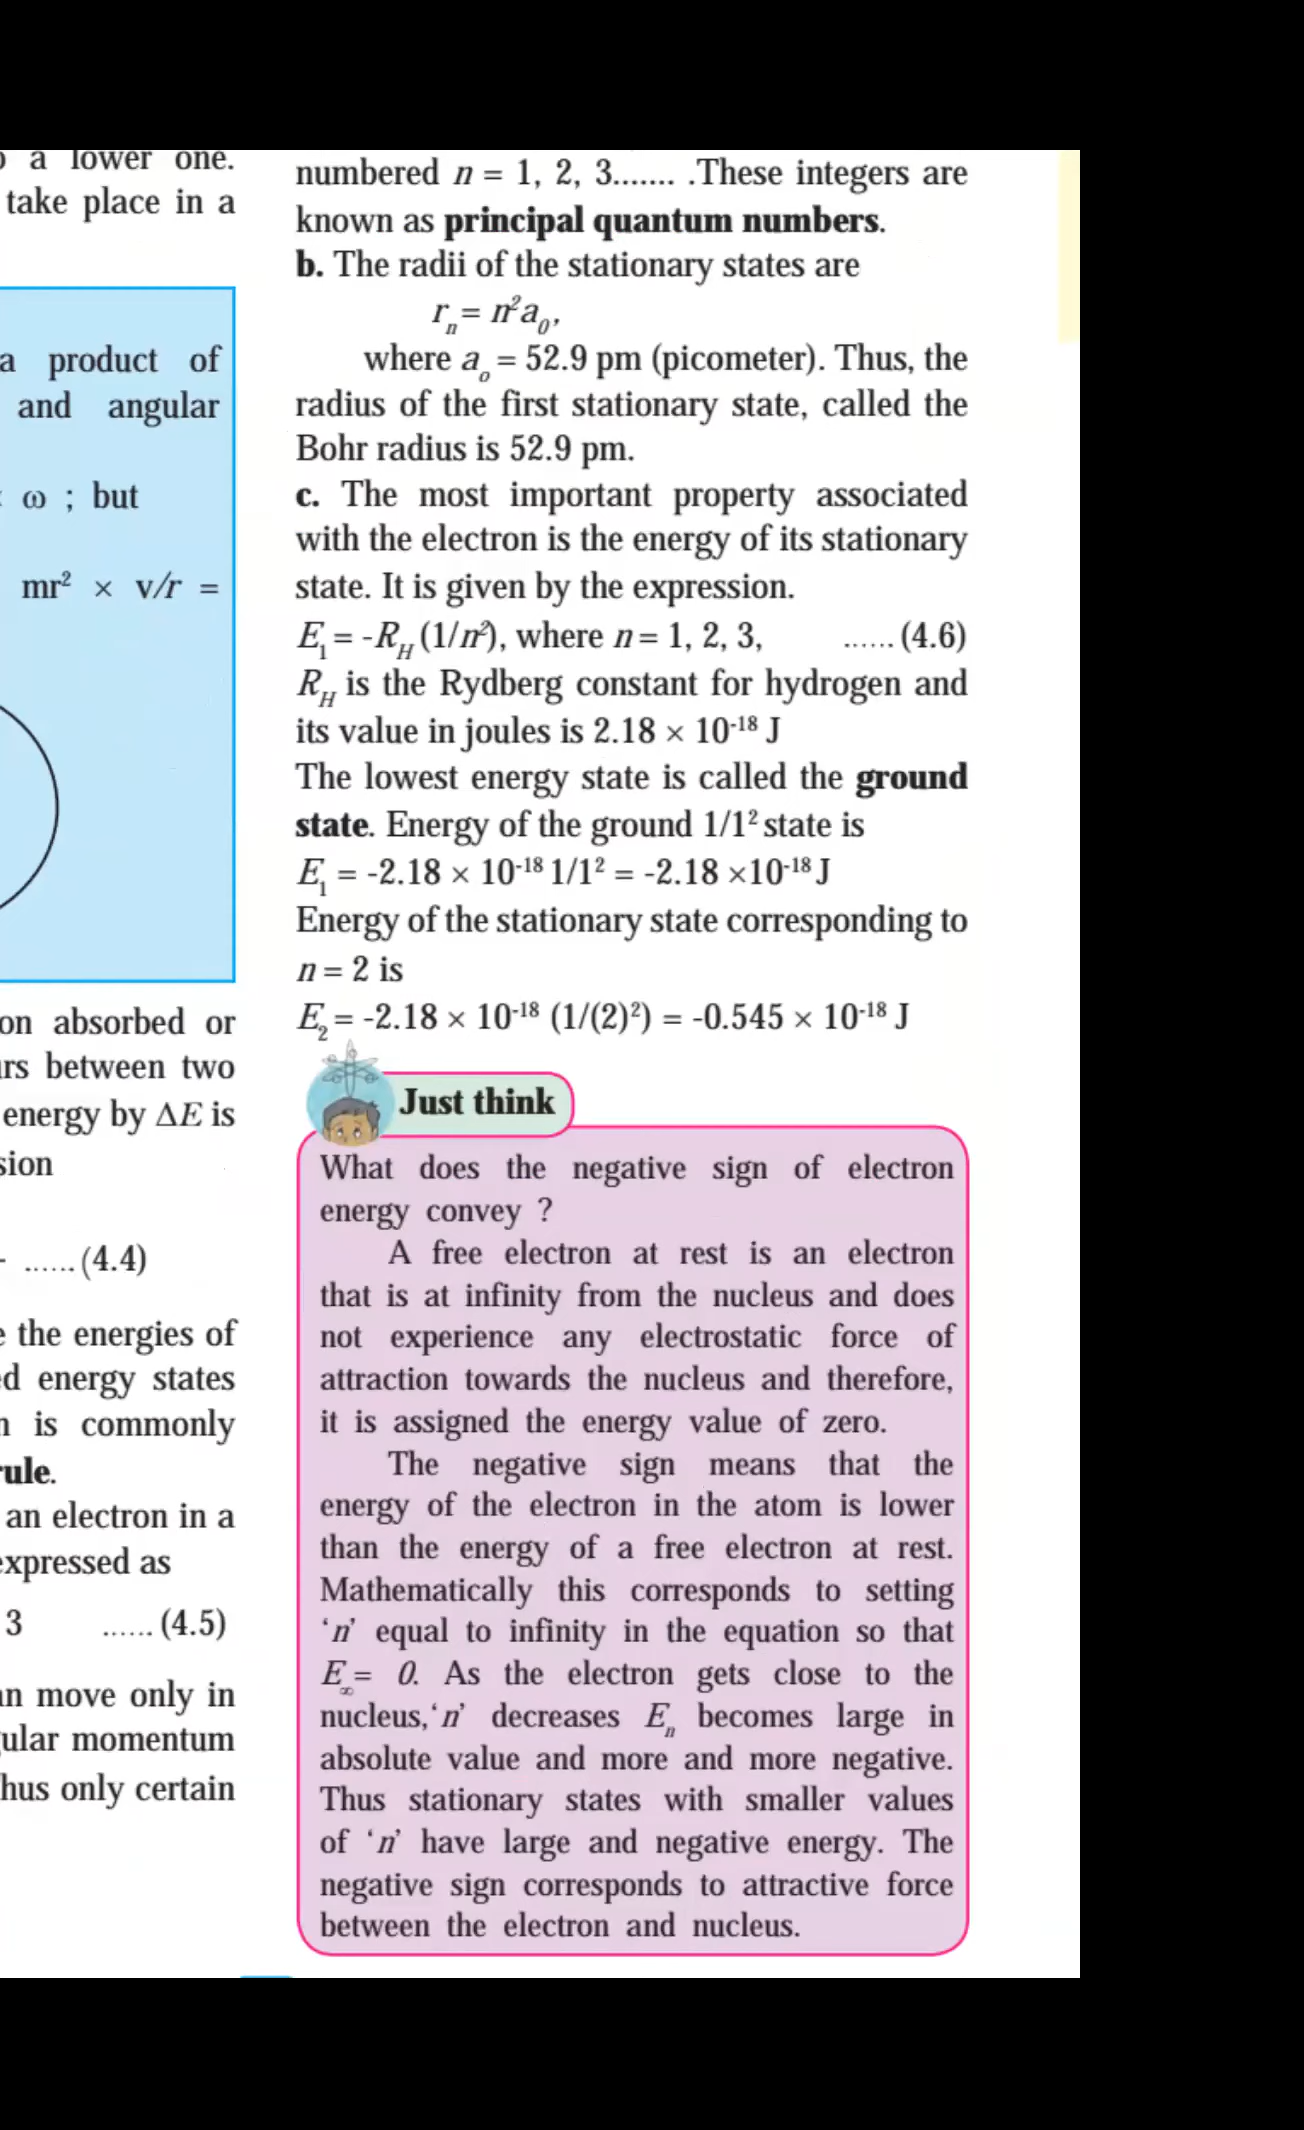 a lower one.
take place in a
a product of
and angular
ω ; but
mr² × v/r =
on absorbed or
rs between two
energy by ΔE is
sion
...... (4.4)
e the energies of
d energy states
n is commonly
rule.
an electron in a
expressed as
3 ...... (4.5)
an move only in
gular momentum
hus only certain
numbered n = 1, 2, 3....... .These integers are
known as principal quantum numbers.
b. The radii of the stationary states are
rₙ = n²a₀,
where aₒ = 52.9 pm (picometer). Thus, the
radius of the first stationary state, called the
Bohr radius is 52.9 pm.
c. The most important property associated
with the electron is the energy of its stationary
state. It is given by the expression.
E₁ = -R_H (1/n²), where n = 1, 2, 3, ...... (4.6)
R_H is the Rydberg constant for hydrogen and
its value in joules is 2.18 × 10⁻¹⁸ J
The lowest energy state is called the ground
state. Energy of the ground 1/1² state is
E₁ = -2.18 × 10⁻¹⁸ 1/1² = -2.18 ×10⁻¹⁸ J
Energy of the stationary state corresponding to
n = 2 is
E₂ = -2.18 × 10⁻¹⁸ (1/(2)²) = -0.545 × 10⁻¹⁸ J
Just think
What does the negative sign of electron
energy convey ?
A free electron at rest is an electron
that is at infinity from the nucleus and does
not experience any electrostatic force of
attraction towards the nucleus and therefore,
it is assigned the energy value of zero.
The negative sign means that the
energy of the electron in the atom is lower
than the energy of a free electron at rest.
Mathematically this corresponds to setting
‘n’ equal to infinity in the equation so that
E∞ = 0. As the electron gets close to the
nucleus,‘n’ decreases Eₙ becomes large in
absolute value and more and more negative.
Thus stationary states with smaller values
of ‘n’ have large and negative energy. The
negative sign corresponds to attractive force
between the electron and nucleus.